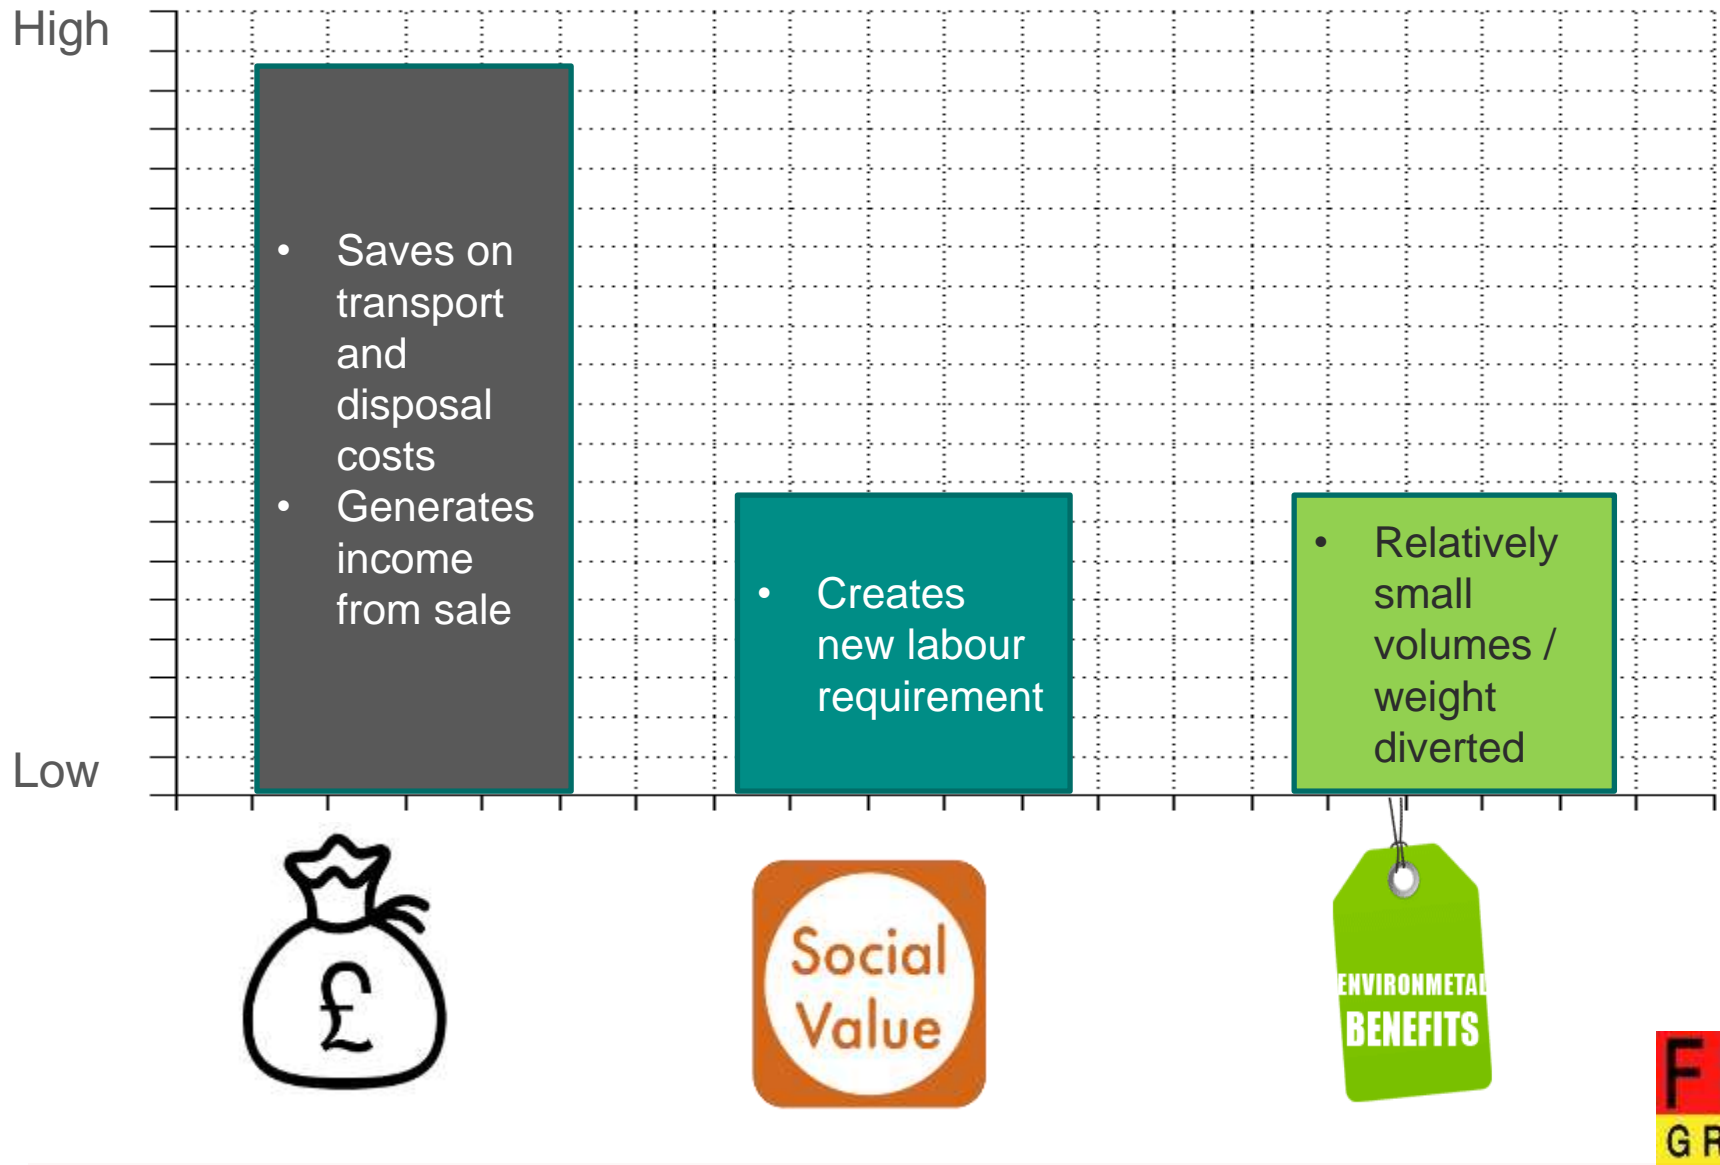 High
• Saves on
transport
and
disposal
costs
• Generates
income
from sale
• Creates
new labour
requirement
• Relatively
small
volumes /
weight
diverted
Low
£
Social
Value
ENVIRONMETAL
BENEFITS
F
GR